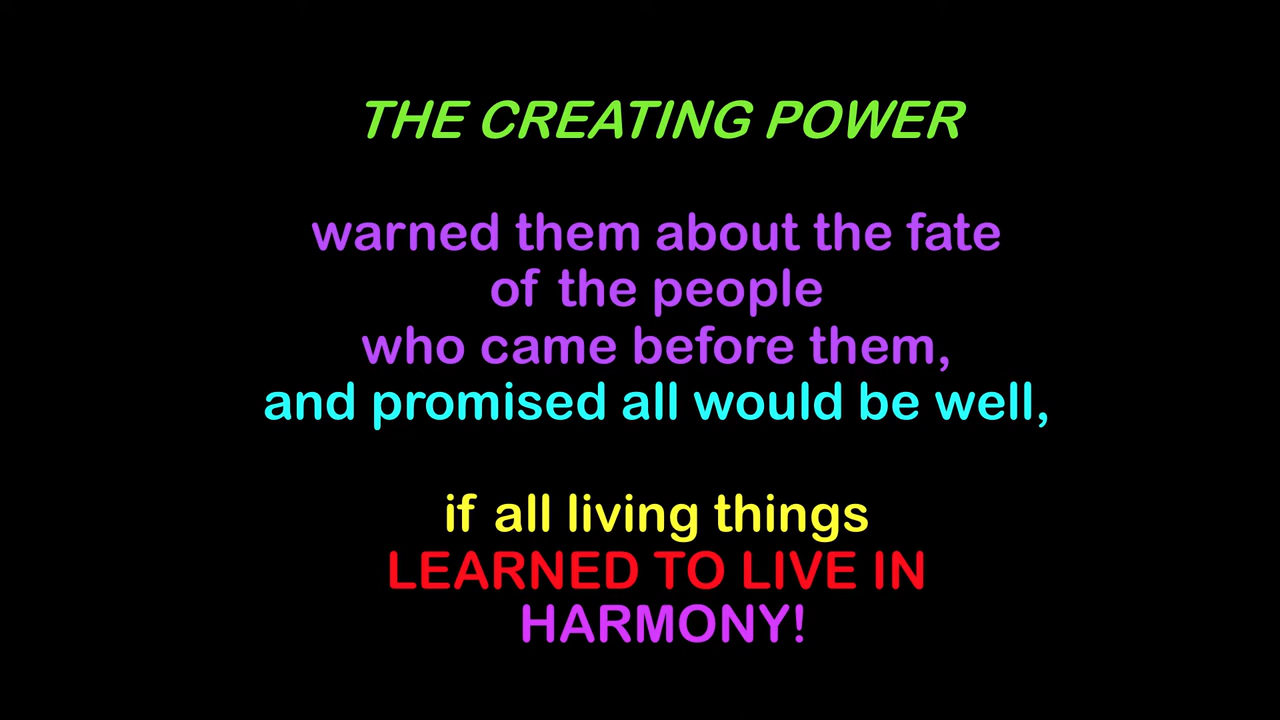 THE CREATING POWER
warned them about the fate
of the people
who came before them,
and promised all would be well,
if all living things
LEARNED TO LIVE IN
HARMONY!